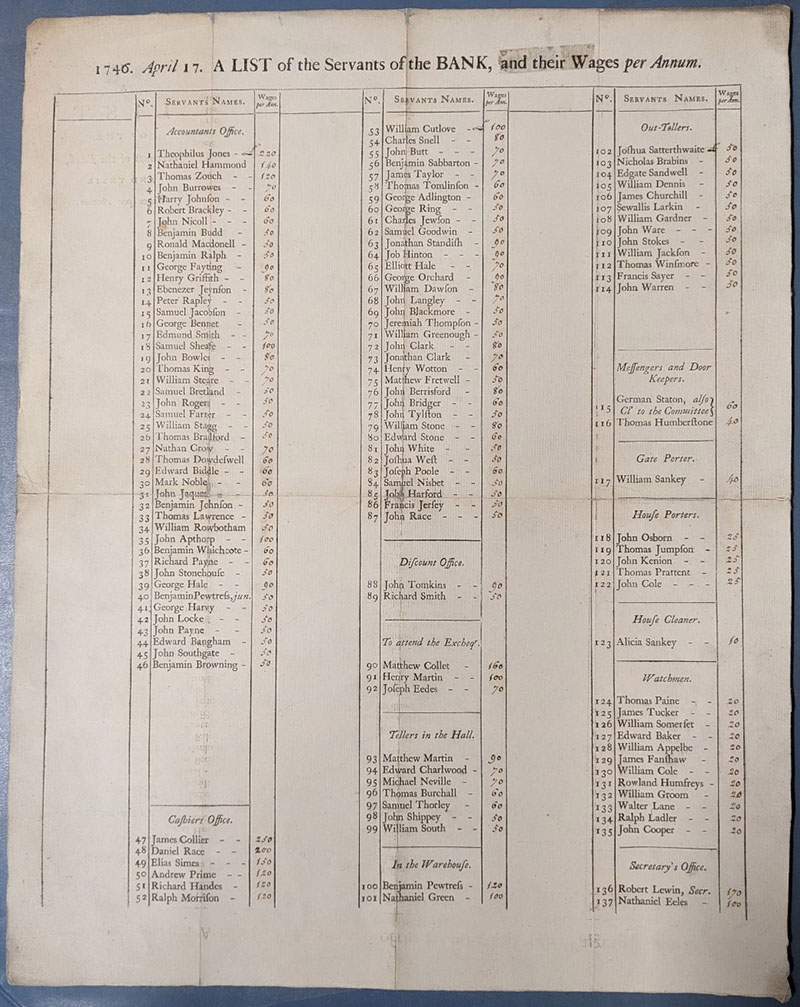 1746. April 17. A LIST of the Servants of the BANK, and their Wages per Annum.
No. SERVANTS NAMES. Wages per Ann.
Accountants Office.
1 Theophilus Jones - 220
2 Nathaniel Hammond 140
3 Thomas Zouch - - 120
4 John Burrowes - - 70
5 Harry Johnſon - - 60
6 Robert Brackley - - 60
7 John Nicoll - - - 60
8 Benjamin Budd - 50
9 Ronald Macdonell - 50
10 Benjamin Ralph - - 50
11 George Fayting - - 90
12 Henry Griffith - - 80
13 Ebenezer Jeynſon - 80
14 Peter Rapley - - 50
15 Samuel Jacobſon - 50
16 George Bennet - 50
17 Edmund Smith - - 70
18 Samuel Sheafe - - 100
19 John Bowles - - 80
20 Thomas King - - 70
21 William Steare - - 70
22 Samuel Bretland - 50
23 John Rogers - - 50
24 Samuel Farrer - - 50
25 William Stagg - - 50
26 Thomas Bradford - 50
27 Nathan Crow - - 70
28 Thomas Dowdeſwell 60
29 Edward Biddle - - 60
30 Mark Noble - - 60
31 John Jaquet - - 50
32 Benjamin Johnſon - 50
33 Thomas Lawrence - 50
34 William Rowbotham 50
35 John Apthorp - - 100
36 Benjamin Whichcote - 60
37 Richard Payne - - 60
38 John Stonehouſe - 50
39 George Hale - - 90
40 Benjamin Pewtreſs, jun. 50
41 George Harvy - - 50
42 John Locke - - 50
43 John Payne - - 50
44 Edward Bangham - 50
45 John Southgate - 50
46 Benjamin Browning - 50
Caſhiers Office.
47 James Collier - - 250
48 Daniel Race - - 200
49 Elias Simes - - - 150
50 Andrew Prime - - 120
51 Richard Handes - 120
52 Ralph Morriſon - 120
No. SERVANTS NAMES. Wages per Ann.
53 William Cutlove - 100
54 Charles Snell - - 80
55 John Butt - - - 70
56 Benjamin Sabbarton - 70
57 James Taylor - - 70
58 Thomas Tomlinſon - 60
59 George Adlington - 60
60 George Ring - - 50
61 Charles Jewſon - - 50
62 Samuel Goodwin - 50
63 Jonathan Standiſh - 90
64 Job Hinton - - - 90
65 Elliott Hale - - 70
66 George Orchard - 90
67 William Dawſon - 80
68 John Langley - - 70
69 John Blackmore - 50
70 Jeremiah Thompſon - 50
71 William Greenough - 50
72 John Clark - - 80
73 Jonathan Clark - 70
74 Henry Wotton - - 60
75 Matthew Fretwell - 50
76 John Berrisford - 80
77 John Bridger - - 60
78 John Tylſton - - 50
79 William Stone - - 80
80 Edward Stone - - 60
81 John White - - 50
82 Joſhua Weſt - - 50
83 Joſeph Poole - - 60
84 Samuel Nisbet - - 50
85 John Harford - - 50
86 Francis Jerſey - - 50
87 John Race - - - 50
Diſcount Office.
88 John Tomkins - - 90
89 Richard Smith - - 50
To attend the Excheqr.
90 Matthew Collet - 160
91 Henry Martin - - 100
92 Joſeph Eedes - - 70
Tellers in the Hall.
93 Matthew Martin - 90
94 Edward Charlwood - 70
95 Michael Neville - 70
96 Thomas Burchall - 60
97 Samuel Thorley - 60
98 John Shippey - - 50
99 William South - - 50
In the Warehouſe.
100 Benjamin Pewtreſs - 120
101 Nathaniel Green - 100
No. SERVANTS NAMES. Wages per Ann.
Out-Tellers.
102 Joſhua Satterthwaite 50
103 Nicholas Brabins - 50
104 Edgate Sandwell - 50
105 William Dennis - 50
106 James Churchill - 50
107 Sewallis Larkin - 50
108 William Gardner - 50
109 John Ware - - - 50
110 John Stokes - - 50
111 William Jackſon - 50
112 Thomas Winſmore - 50
113 Francis Sayer - - 50
114 John Warren - - 50
Meſſengers and Door
Keepers.
115 German Staton, alſo
Cl. to the Committee 60
116 Thomas Humberſtone 40
Gate Porter.
117 William Sankey - 40
Houſe Porters.
118 John Osborn - - 25
119 Thomas Jumpſon - 25
120 John Kenion - - 25
121 Thomas Prattent - 25
122 John Cole - - - 25
Houſe Cleaner.
123 Alicia Sankey - - 10
Watchmen.
124 Thomas Paine - - 20
125 James Tucker - - 20
126 William Somerſet - 20
127 Edward Baker - - 20
128 William Appelbe - 20
129 James Fanſhaw - 20
130 William Cole - - 20
131 Rowland Humfreys - 20
132 William Groom - 20
133 Walter Lane - - 20
134 Ralph Ladler - - 20
135 John Cooper - - 20
Secretary's Office.
136 Robert Lewin, Secr. 170
137 Nathaniel Eeles - 100